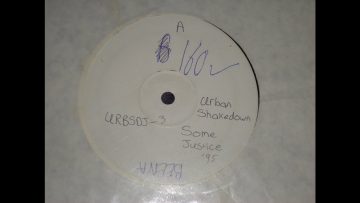 A
B 160
URBSDJ-3
Urban
Shakedown
Some
Justice
'95